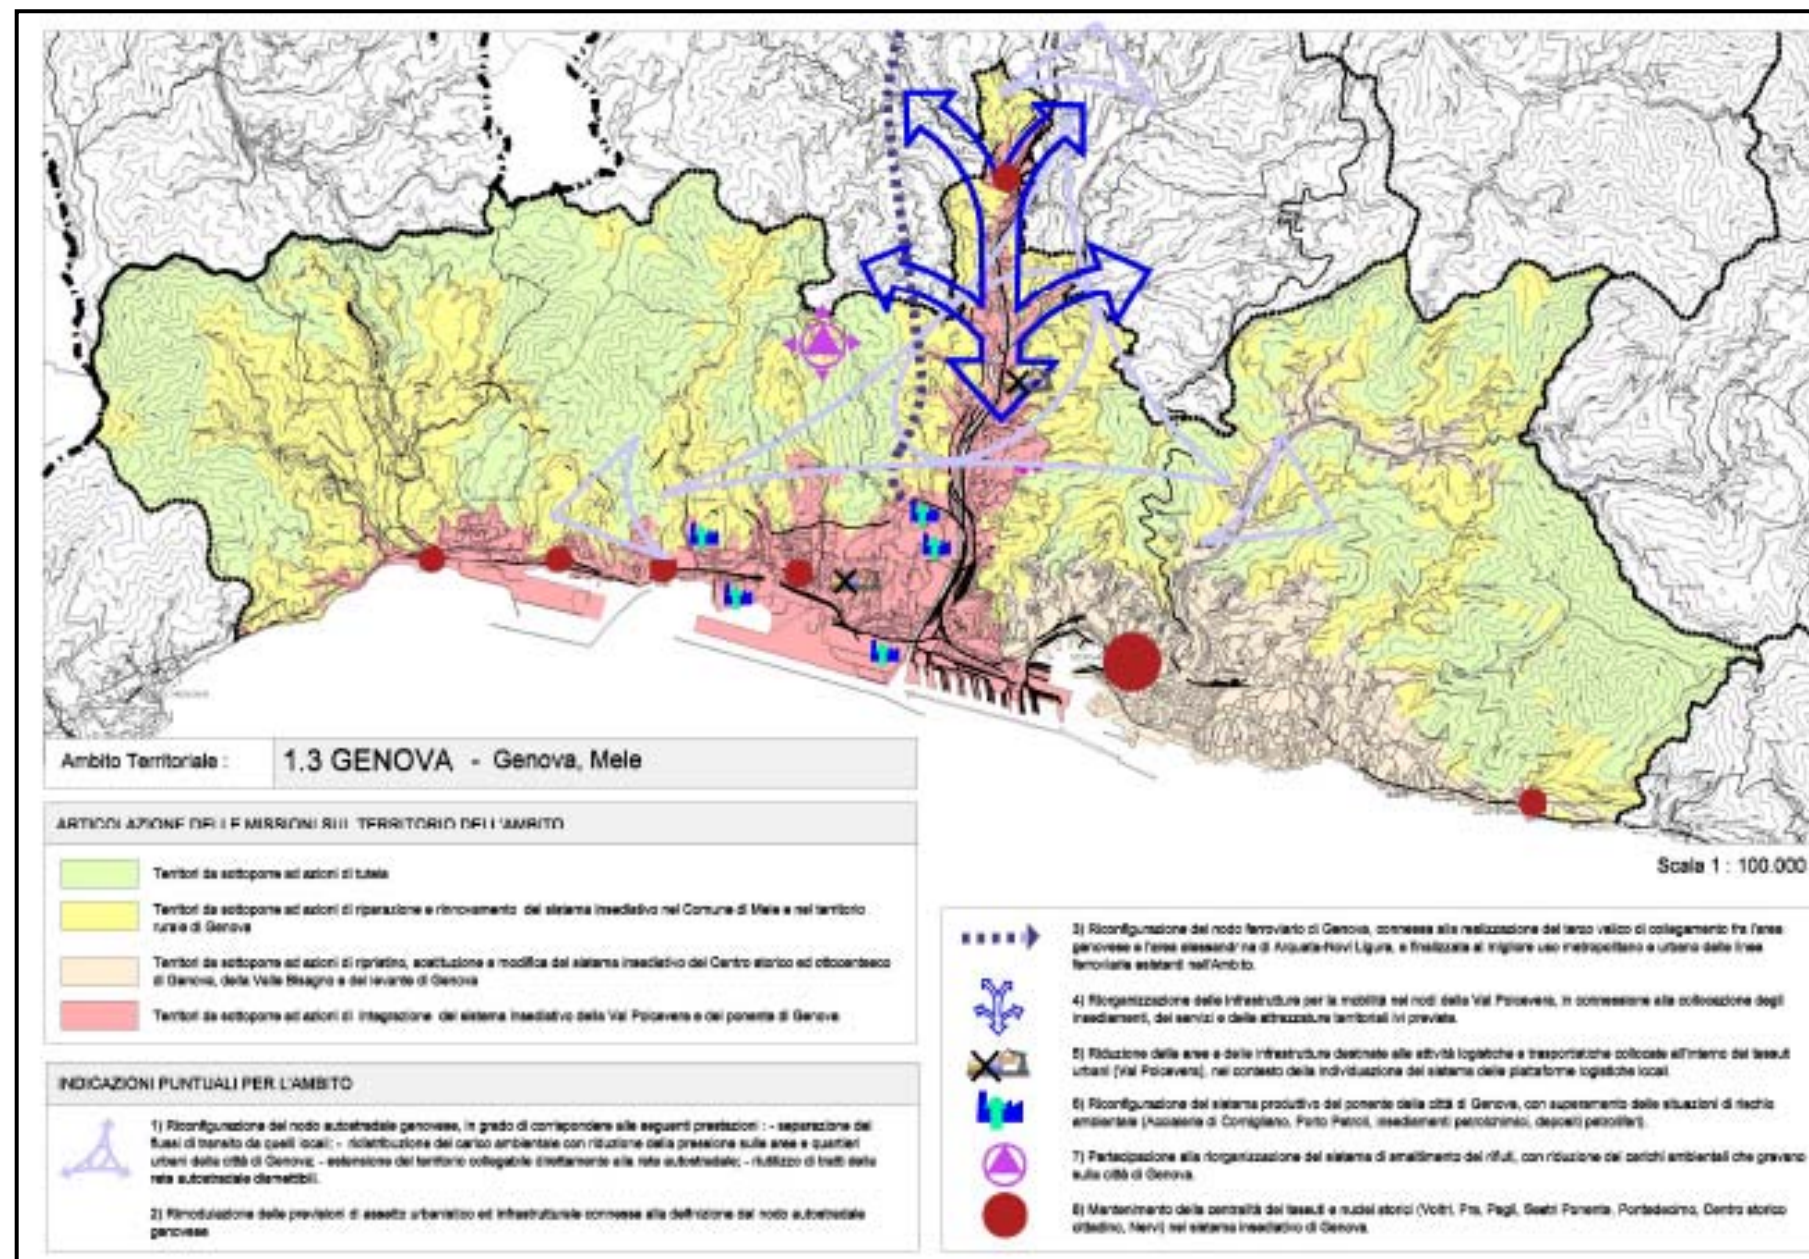 Scala 1 : 100.000
Ambito Territoriale :
1.3 GENOVA - Genova, Mele
ARTICOLAZIONE DELLE MISSIONI SUL TERRITORIO DELL'AMBITO
Territori da sottoporre ad azioni di tutela
Territori da sottoporre ad azioni di riparazione e rinnovamento del sistema insediativo nel Comune di Mele e nel territorio
rurale di Genova
Territori da sottoporre ad azioni di ripristino, sostituzione e modifica del sistema insediativo del Centro storico ed ottocentesco
di Genova, della Valle Bisagno e del levante di Genova
Territori da sottoporre ad azioni di integrazione del sistema insediativo della Val Polcevera e del ponente di Genova
INDICAZIONI PUNTUALI PER L'AMBITO
1) Riconfigurazione del nodo autostradale genovese, in grado di corrispondere alle seguenti prestazioni : - separazione dei
flussi di transito da quelli locali; - ridistribuzione del carico ambientale con riduzione della pressione sulle aree e quartieri
urbani della città di Genova; - estensione del territorio collegabile direttamente alla rete autostradale; - riutilizzo di tratti della
rete autostradale dismettibili.
2) Rimodulazione delle previsioni di assetto urbanistico ed infrastrutturale connesse alla definizione del nodo autostradale
genovese
3) Riconfigurazione del nodo ferroviario di Genova, connessa alla realizzazione del terzo valico di collegamento fra l'area
genovese e l'area alessandrina di Arquata-Novi Ligure, e finalizzata al migliore uso metropolitano e urbano delle linee
ferroviarie esistenti nell'Ambito.
4) Riorganizzazione delle infrastrutture per la mobilità nei nodi della Val Polcevera, in connessione alla collocazione degli
insediamenti, dei servizi e delle attrezzature territoriali ivi previste.
5) Riduzione delle aree e delle infrastrutture destinate alle attività logistiche e trasportistiche collocate all'interno dei tessuti
urbani (Val Polcevera), nel contesto della individuazione del sistema delle piattaforme logistiche locali.
6) Riconfigurazione del sistema produttivo del ponente della città di Genova, con superamento delle situazioni di rischio
ambientale (Acciaierie di Cornigliano, Porto Petroli, insediamenti petrolchimici, depositi petroliferi).
7) Partecipazione alla riorganizzazione del sistema di smaltimento dei rifiuti, con riduzione dei carichi ambientali che gravano
sulla città di Genova.
8) Mantenimento della centralità dei tessuti e nuclei storici (Voltri, Pra, Pegli, Sestri Ponente, Pontedecimo, Centro storico
cittadino, Nervi) nel sistema insediativo di Genova.